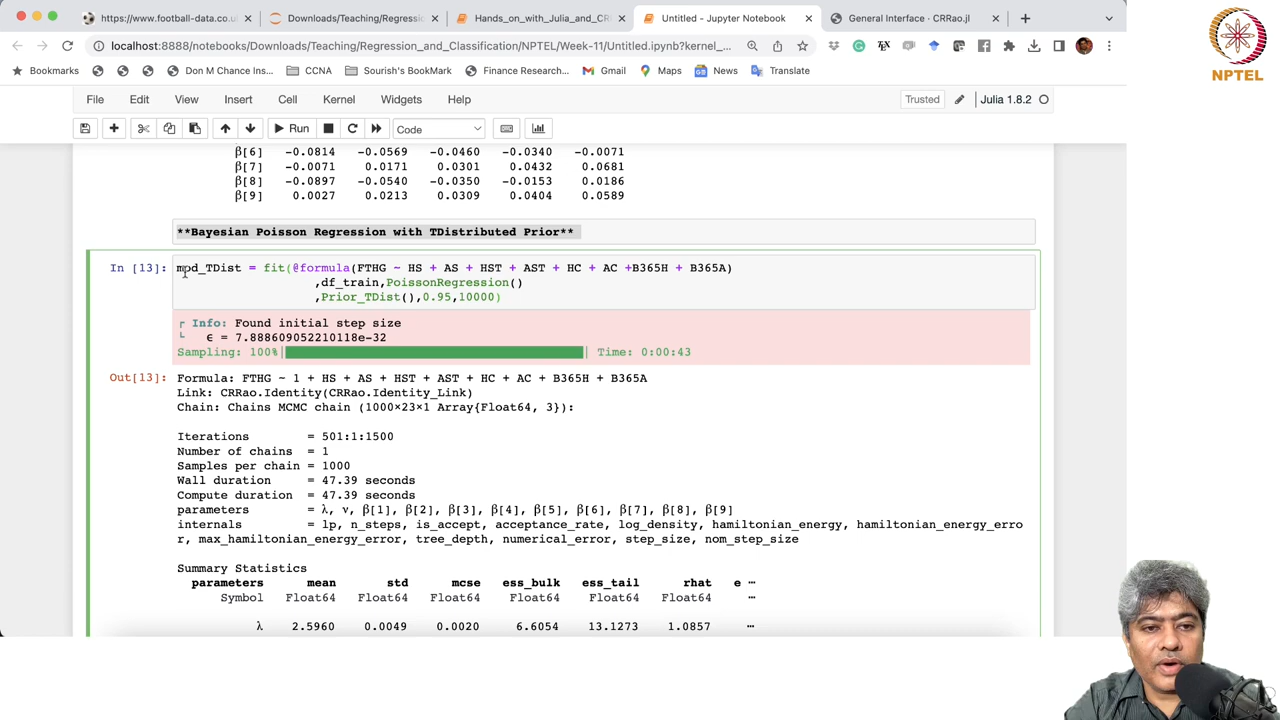 https://www.football-data.co.u
Downloads/Teaching/Regressio
Hands_on_with_Julia_and_CR
Untitled - Jupyter Notebook
General Interface · CRRao.jl
localhost:8888/notebooks/Downloads/Teaching/Regression_and_Classification/NPTEL/Week-11/Untitled.ipynb?kernel_...
Bookmarks Don M Chance Ins... CCNA Sourish's BookMark Finance Research... Gmail Maps News Translate
NPTEL
File Edit View Insert Cell Kernel Widgets Help Trusted Julia 1.8.2
Run Code
β[6] -0.0814 -0.0569 -0.0460 -0.0340 -0.0071
β[7] -0.0071 0.0171 0.0301 0.0432 0.0681
β[8] -0.0897 -0.0540 -0.0350 -0.0153 0.0186
β[9] 0.0027 0.0213 0.0309 0.0404 0.0589
**Bayesian Poisson Regression with TDistributed Prior**
In [13]: mod_TDist = fit(@formula(FTHG ~ HS + AS + HST + AST + HC + AC +B365H + B365A)
,df_train,PoissonRegression()
,Prior_TDist(),0.95,10000)
┌ Info: Found initial step size
└ ϵ = 7.888609052210118e-32
Sampling: 100%| | Time: 0:00:43
Out[13]: Formula: FTHG ~ 1 + HS + AS + HST + AST + HC + AC + B365H + B365A
Link: CRRao.Identity(CRRao.Identity_Link)
Chain: Chains MCMC chain (1000×23×1 Array{Float64, 3}):
Iterations = 501:1:1500
Number of chains = 1
Samples per chain = 1000
Wall duration = 47.39 seconds
Compute duration = 47.39 seconds
parameters = λ, ν, β[1], β[2], β[3], β[4], β[5], β[6], β[7], β[8], β[9]
internals = lp, n_steps, is_accept, acceptance_rate, log_density, hamiltonian_energy, hamiltonian_energy_erro
r, max_hamiltonian_energy_error, tree_depth, numerical_error, step_size, nom_step_size
Summary Statistics
parameters mean std mcse ess_bulk ess_tail rhat e ⋯
Symbol Float64 Float64 Float64 Float64 Float64 Float64 ⋯
λ 2.5960 0.0049 0.0020 6.6054 13.1273 1.0857 ⋯